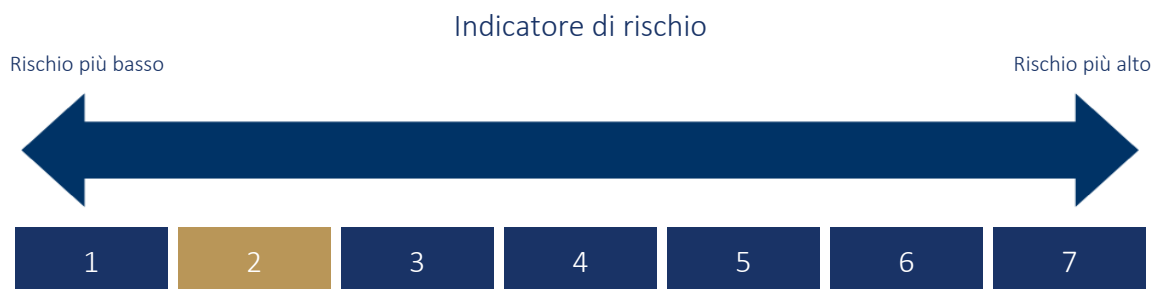 Indicatore di rischio
Rischio più basso Rischio più alto
1 2 3 4 5 6 7